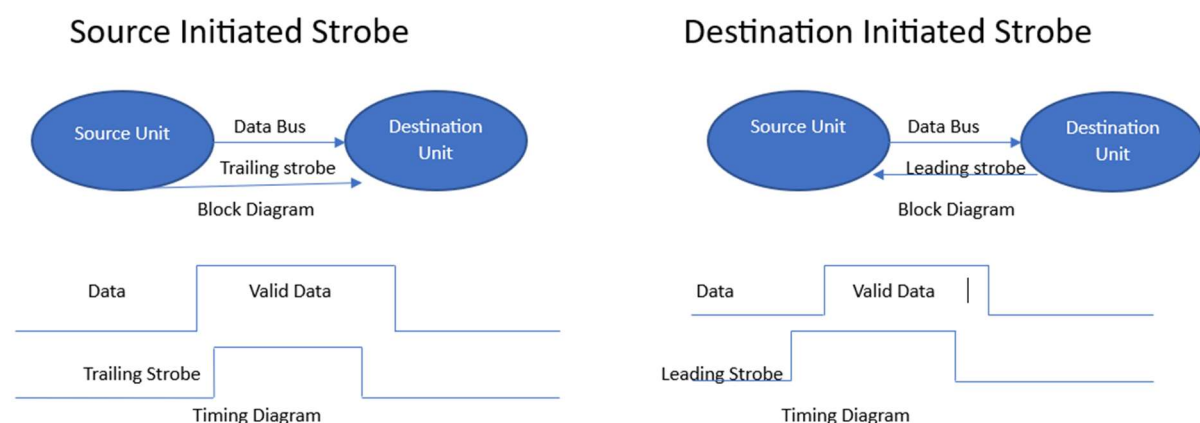 Source Initiated Strobe
Source Unit
Data Bus
Destination
Unit
Trailing strobe
Block Diagram
Data
Valid Data
Trailing Strobe
Timing Diagram
Destination Initiated Strobe
Source Unit
Data Bus
Destination
Unit
Leading strobe
Block Diagram
Data
Valid Data
Leading Strobe
Timing Diagram